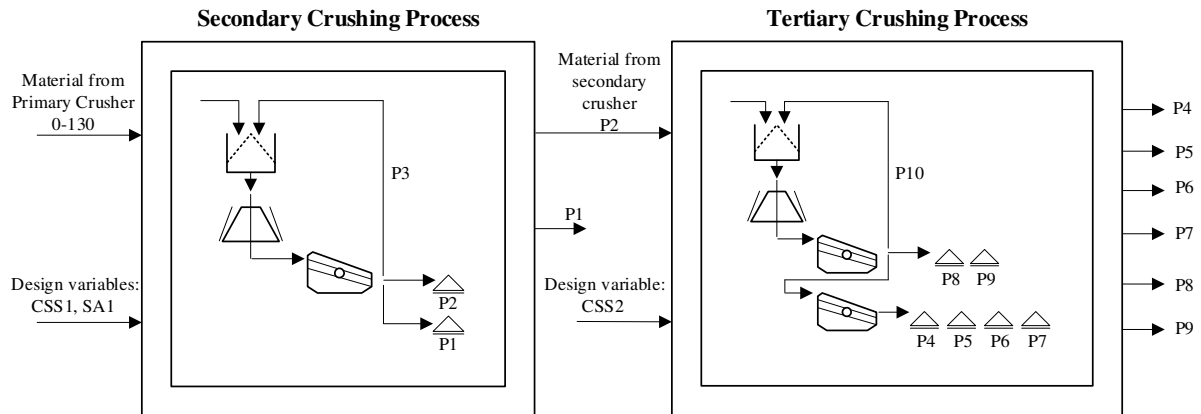 Secondary Crushing Process
Tertiary Crushing Process
Material from
Primary Crusher
0-130
Design variables:
CSS1, SA1
P3
P2
P1
Material from
secondary
crusher
P2
P1
Design variable:
CSS2
P10
P8 P9
P4 P5 P6 P7
P4
P5
P6
P7
P8
P9